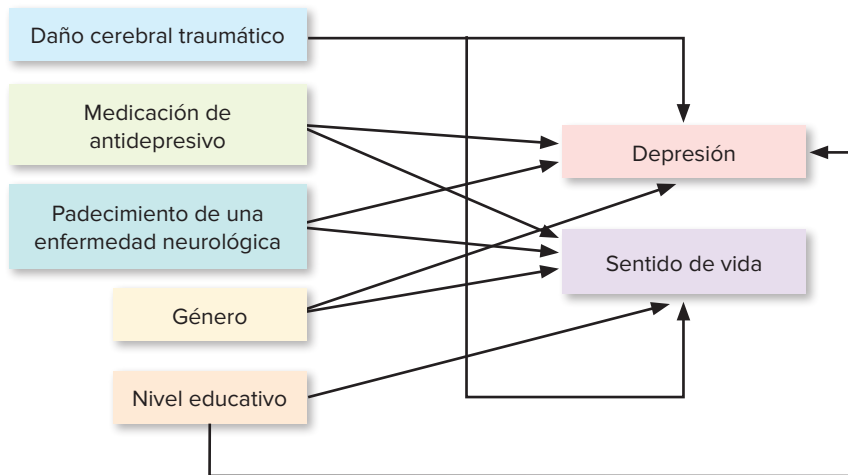 Daño cerebral traumático
Medicación de
antidepresivo
Padecimiento de una
enfermedad neurológica
Género
Nivel educativo
Depresión
Sentido de vida